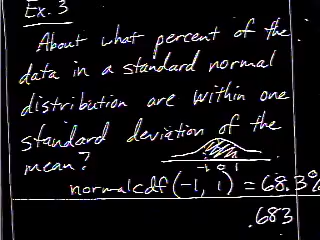 Ex. 3
About what percent of the
data in a standard normal
distribution are within one
standard deviation of the
mean?
-1 0 1
normalcdf(-1, 1) = 68.3%
.683